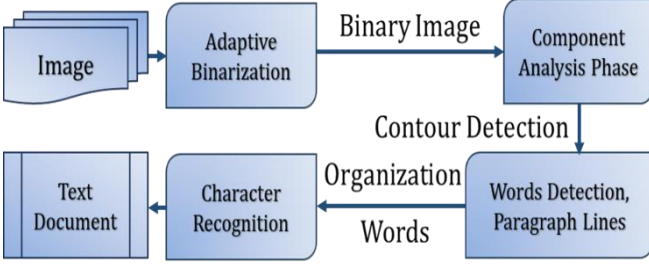 Image
Adaptive
Binarization
Binary Image
Component
Analysis Phase
Contour Detection
Words Detection,
Paragraph Lines
Organization
Words
Character
Recognition
Text
Document